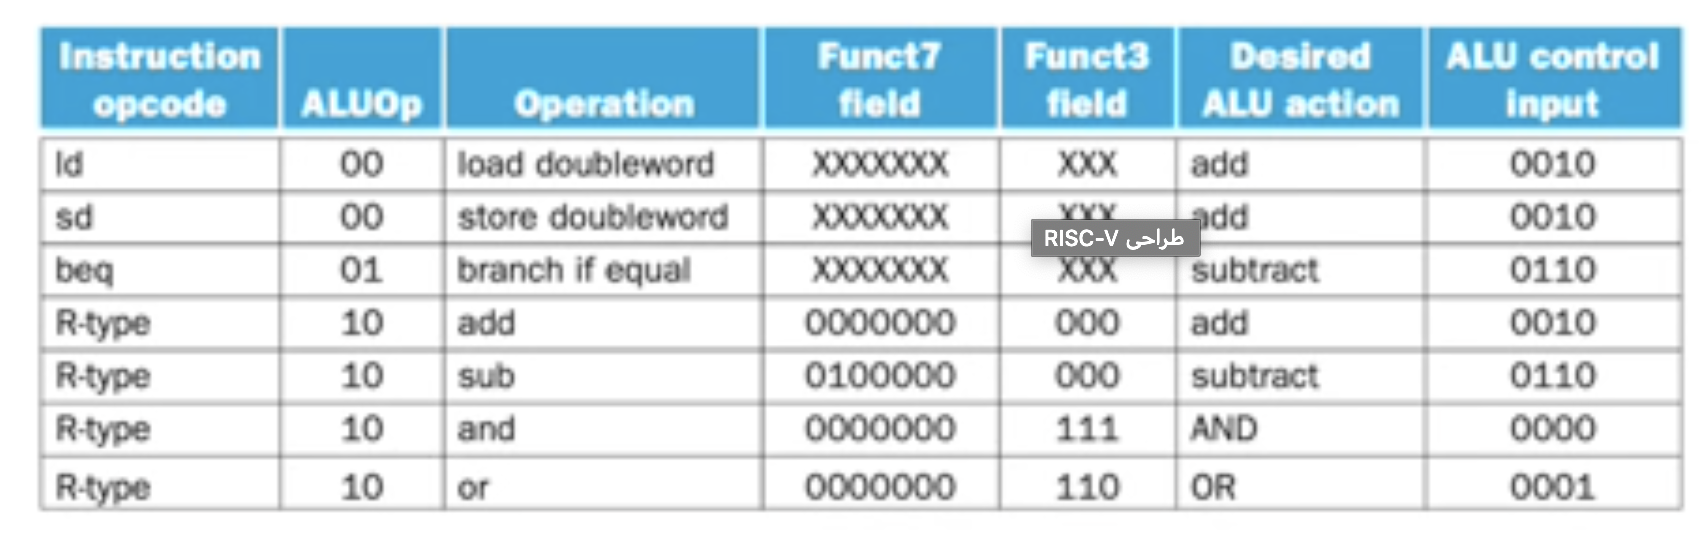 Instruction opcode ALUOp Operation Funct7 field Funct3 field Desired ALU action ALU control input
ld 00 load doubleword XXXXXXX XXX add 0010
sd 00 store doubleword XXXXXXX XXX add 0010
طراحی RISC-V
beq 01 branch if equal XXXXXXX XXX subtract 0110
R-type 10 add 0000000 000 add 0010
R-type 10 sub 0100000 000 subtract 0110
R-type 10 and 0000000 111 AND 0000
R-type 10 or 0000000 110 OR 0001